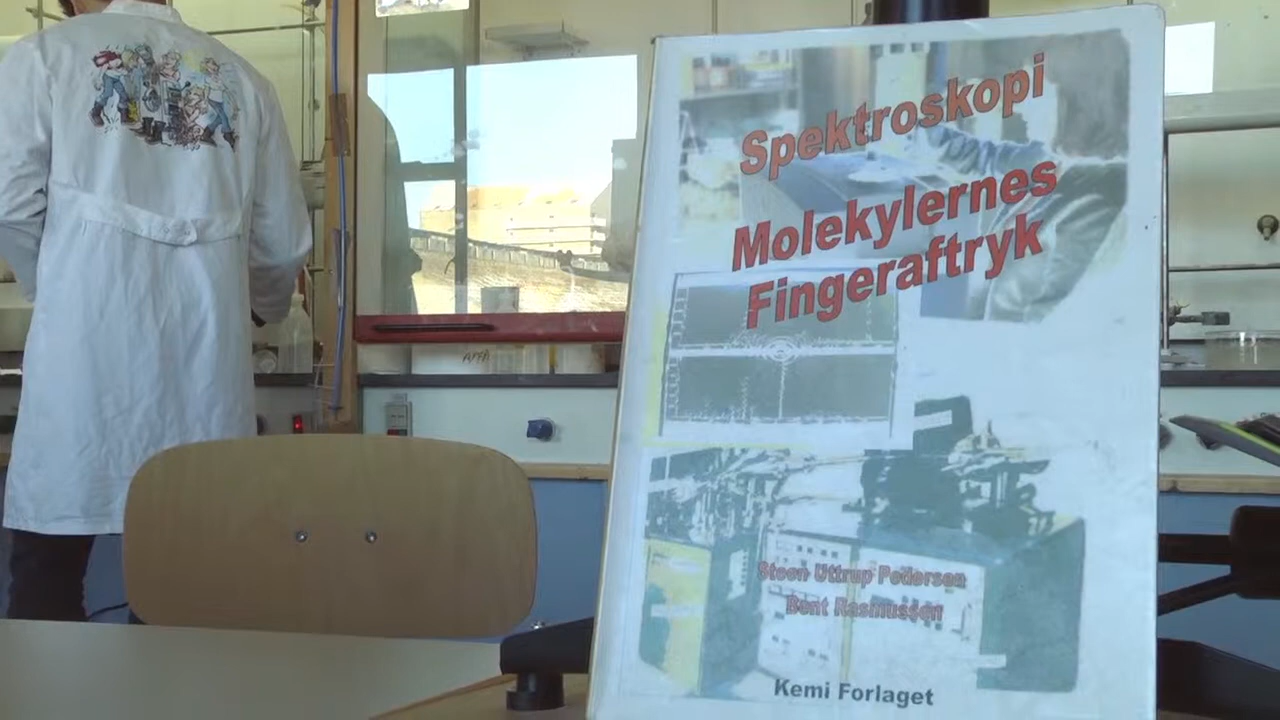 Spektroskopi
Molekylernes
Fingeraftryk
Steen Uttrup Pedersen
Bent Rasmussen
Kemi Forlaget